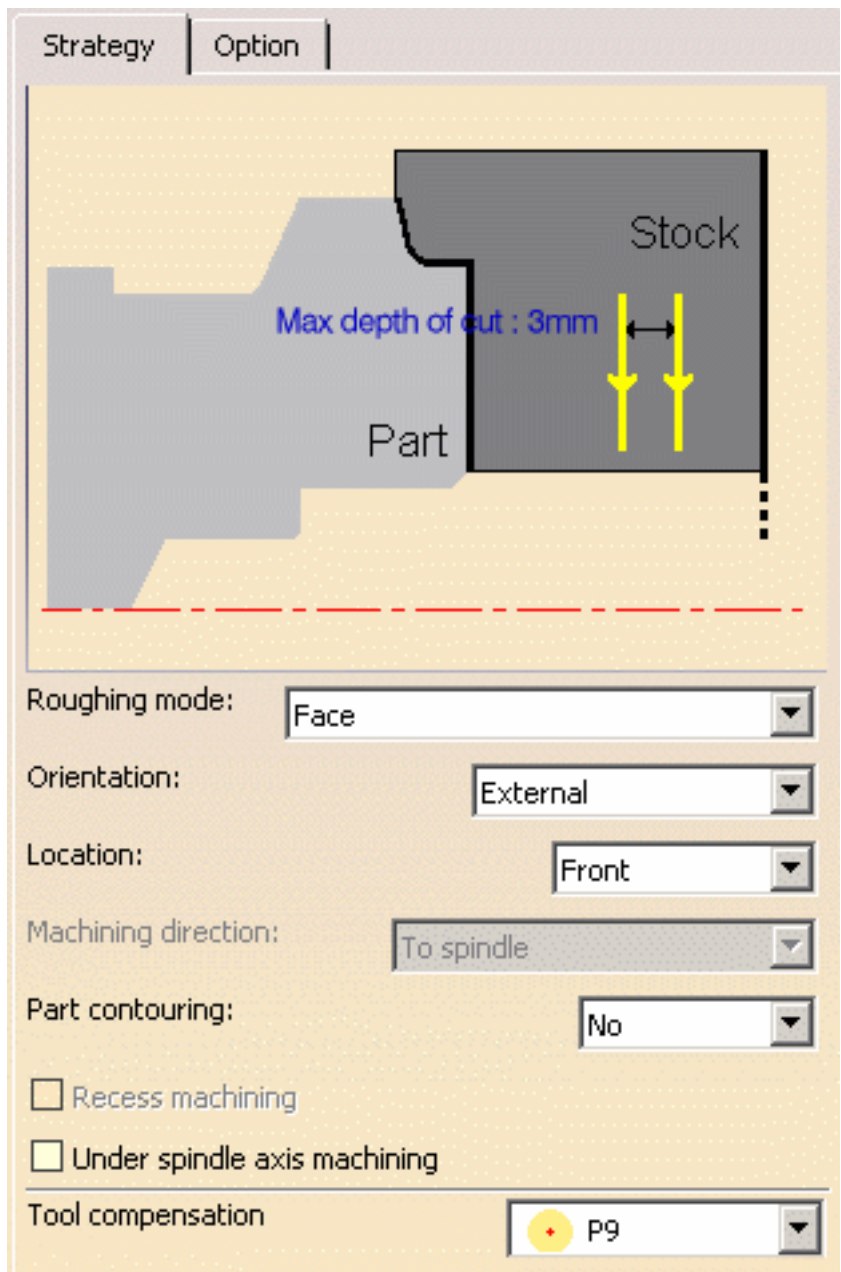 Strategy Option
Stock
Max depth of cut : 3mm
Part
Roughing mode: Face
Orientation: External
Location: Front
Machining direction: To spindle
Part contouring: No
Recess machining
Under spindle axis machining
Tool compensation P9